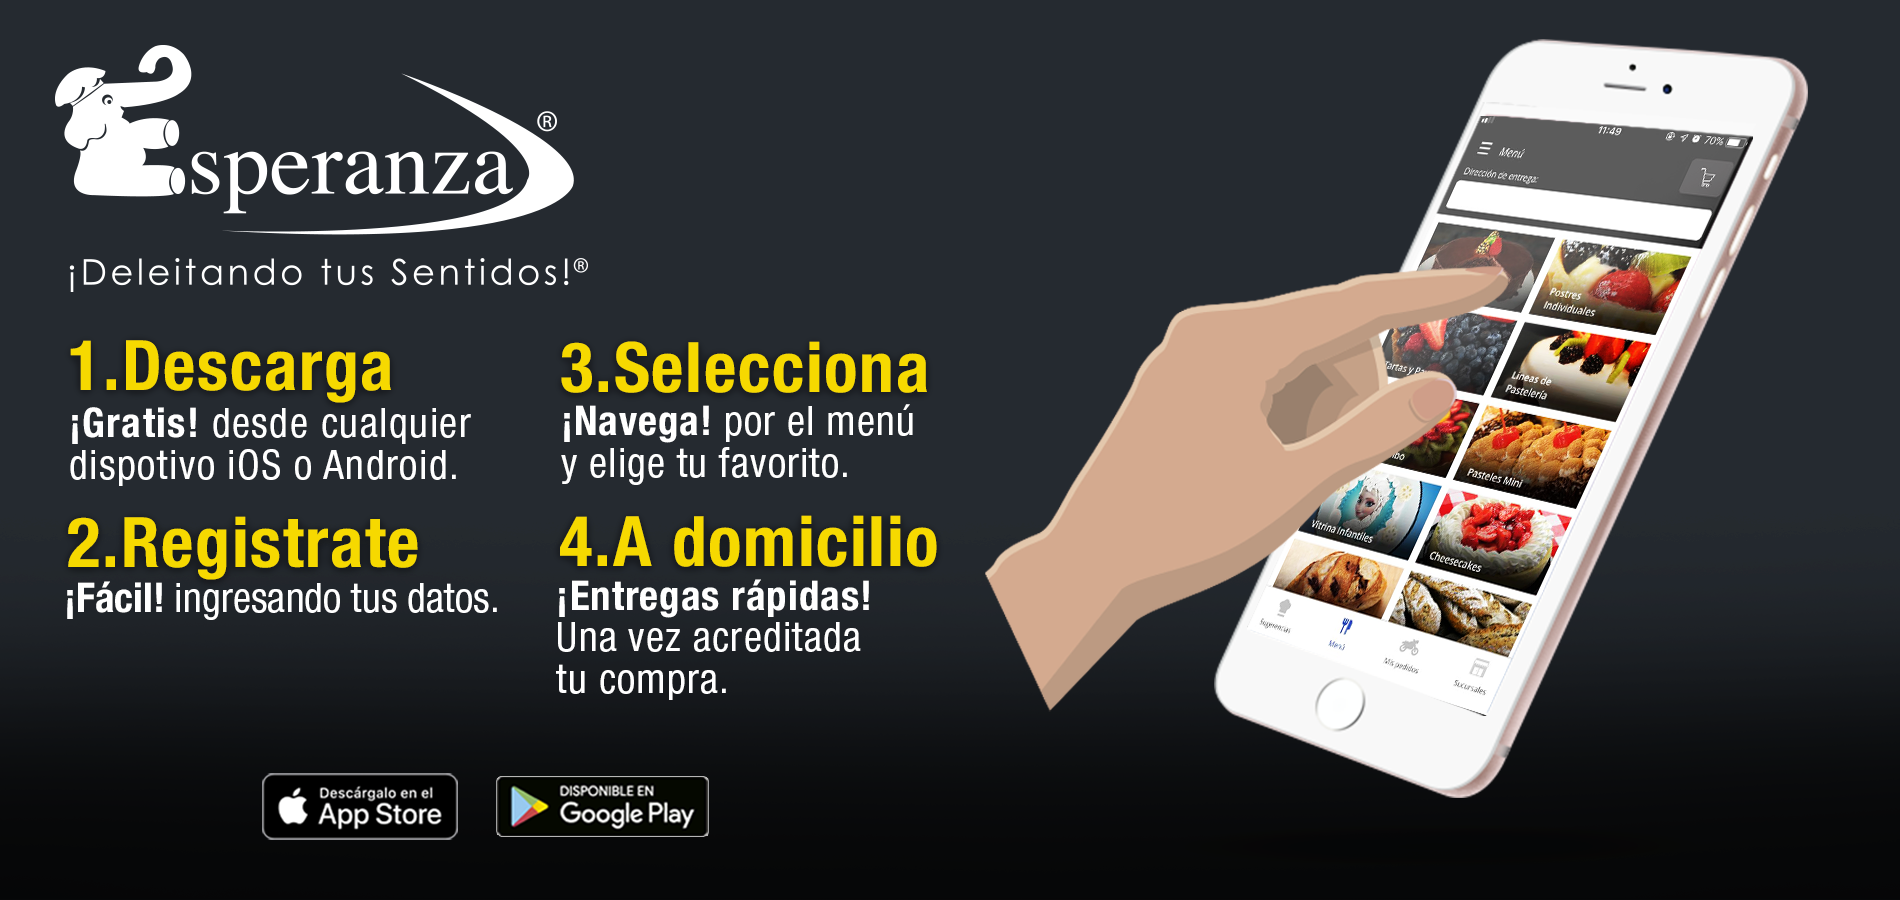 Esperanza®
¡Deleitando tus Sentidos!®
1.Descarga
¡Gratis! desde cualquier
dispotivo iOS o Android.
2.Registrate
¡Fácil! ingresando tus datos.
3.Selecciona
¡Navega! por el menú
y elige tu favorito.
4.A domicilio
¡Entregas rápidas!
Una vez acreditada
tu compra.
Descárgalo en el
App Store
DISPONIBLE EN
Google Play
11:49
70%
Menú
Dirección de entrega:
Postres
Individuales
Líneas de
Pastelería
Pasteles Mini
Vitrina Infantiles
Cheesecakes
Sugerencias
Menú
Mis pedidos
Sucursales